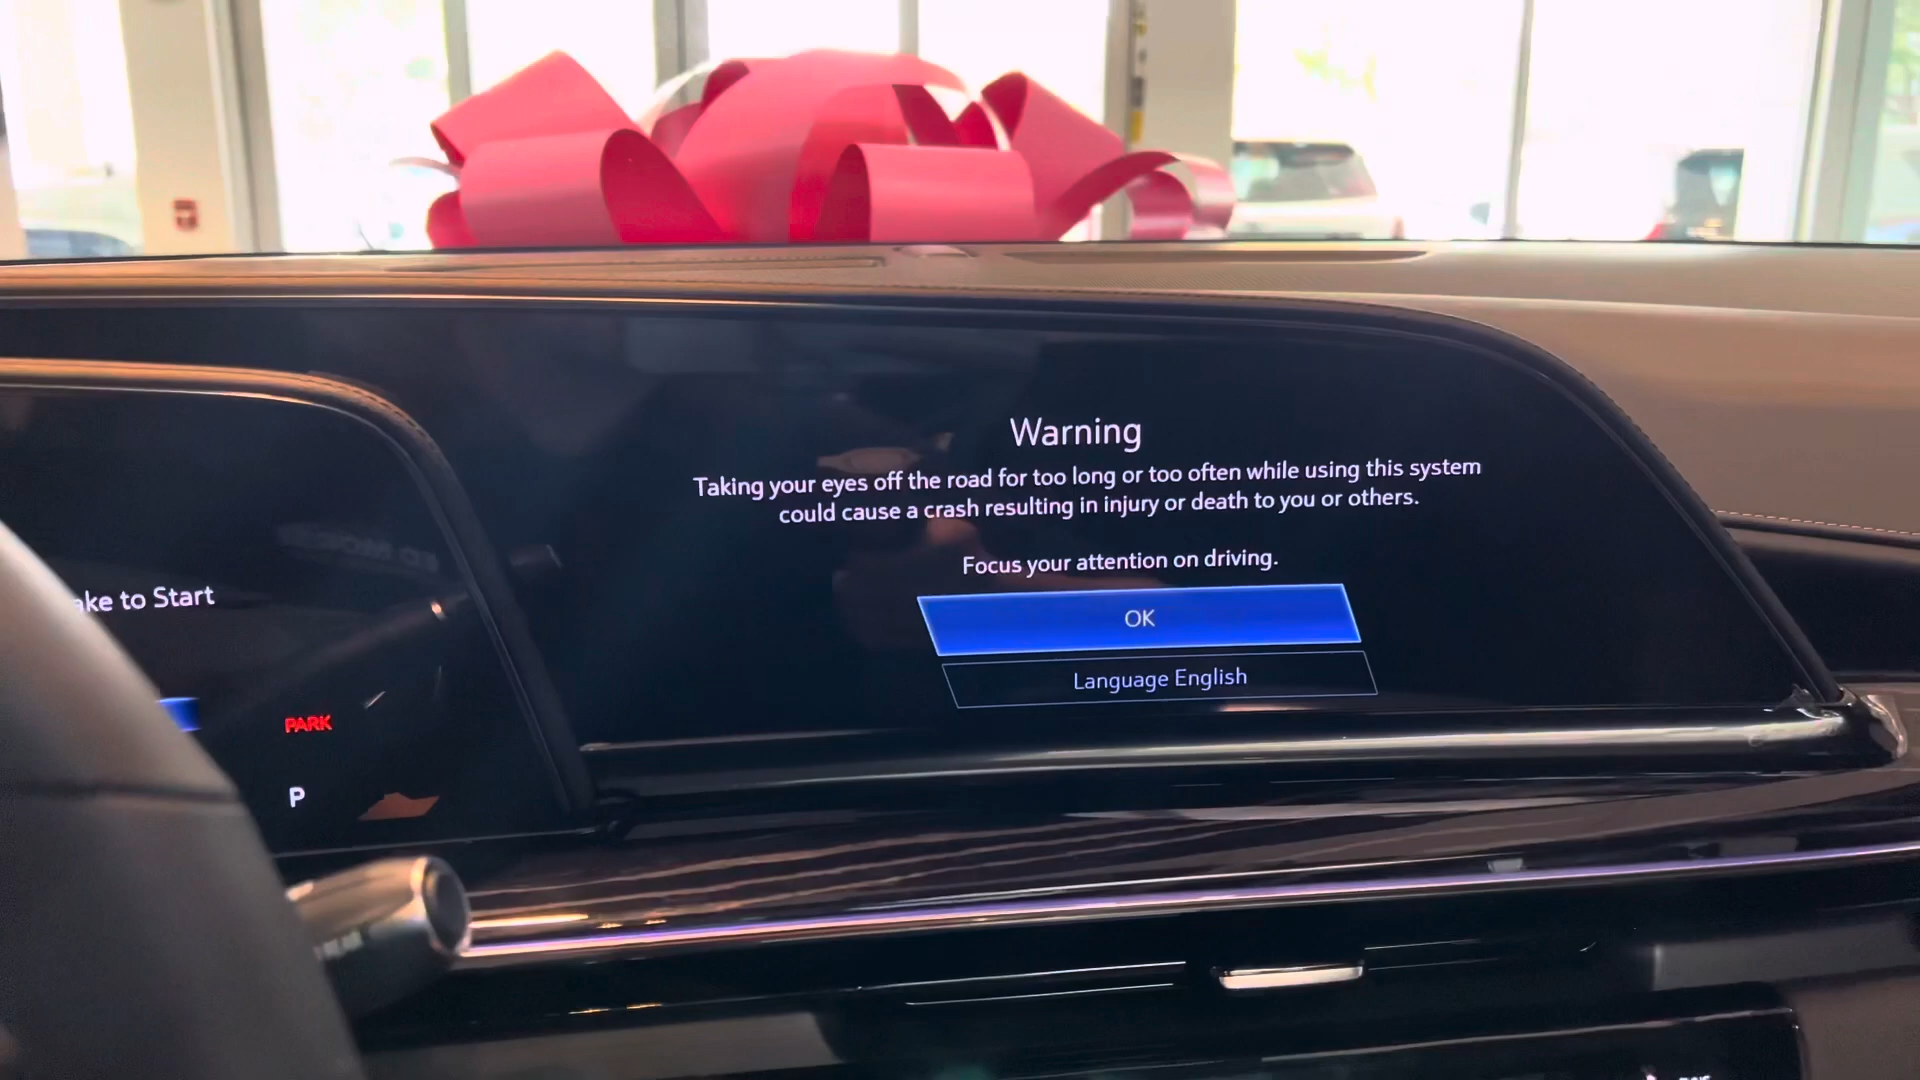 Warning
Taking your eyes off the road for too long or too often while using this system
could cause a crash resulting in injury or death to you or others.
Focus your attention on driving.
OK
Language English
to Start
PARK
P